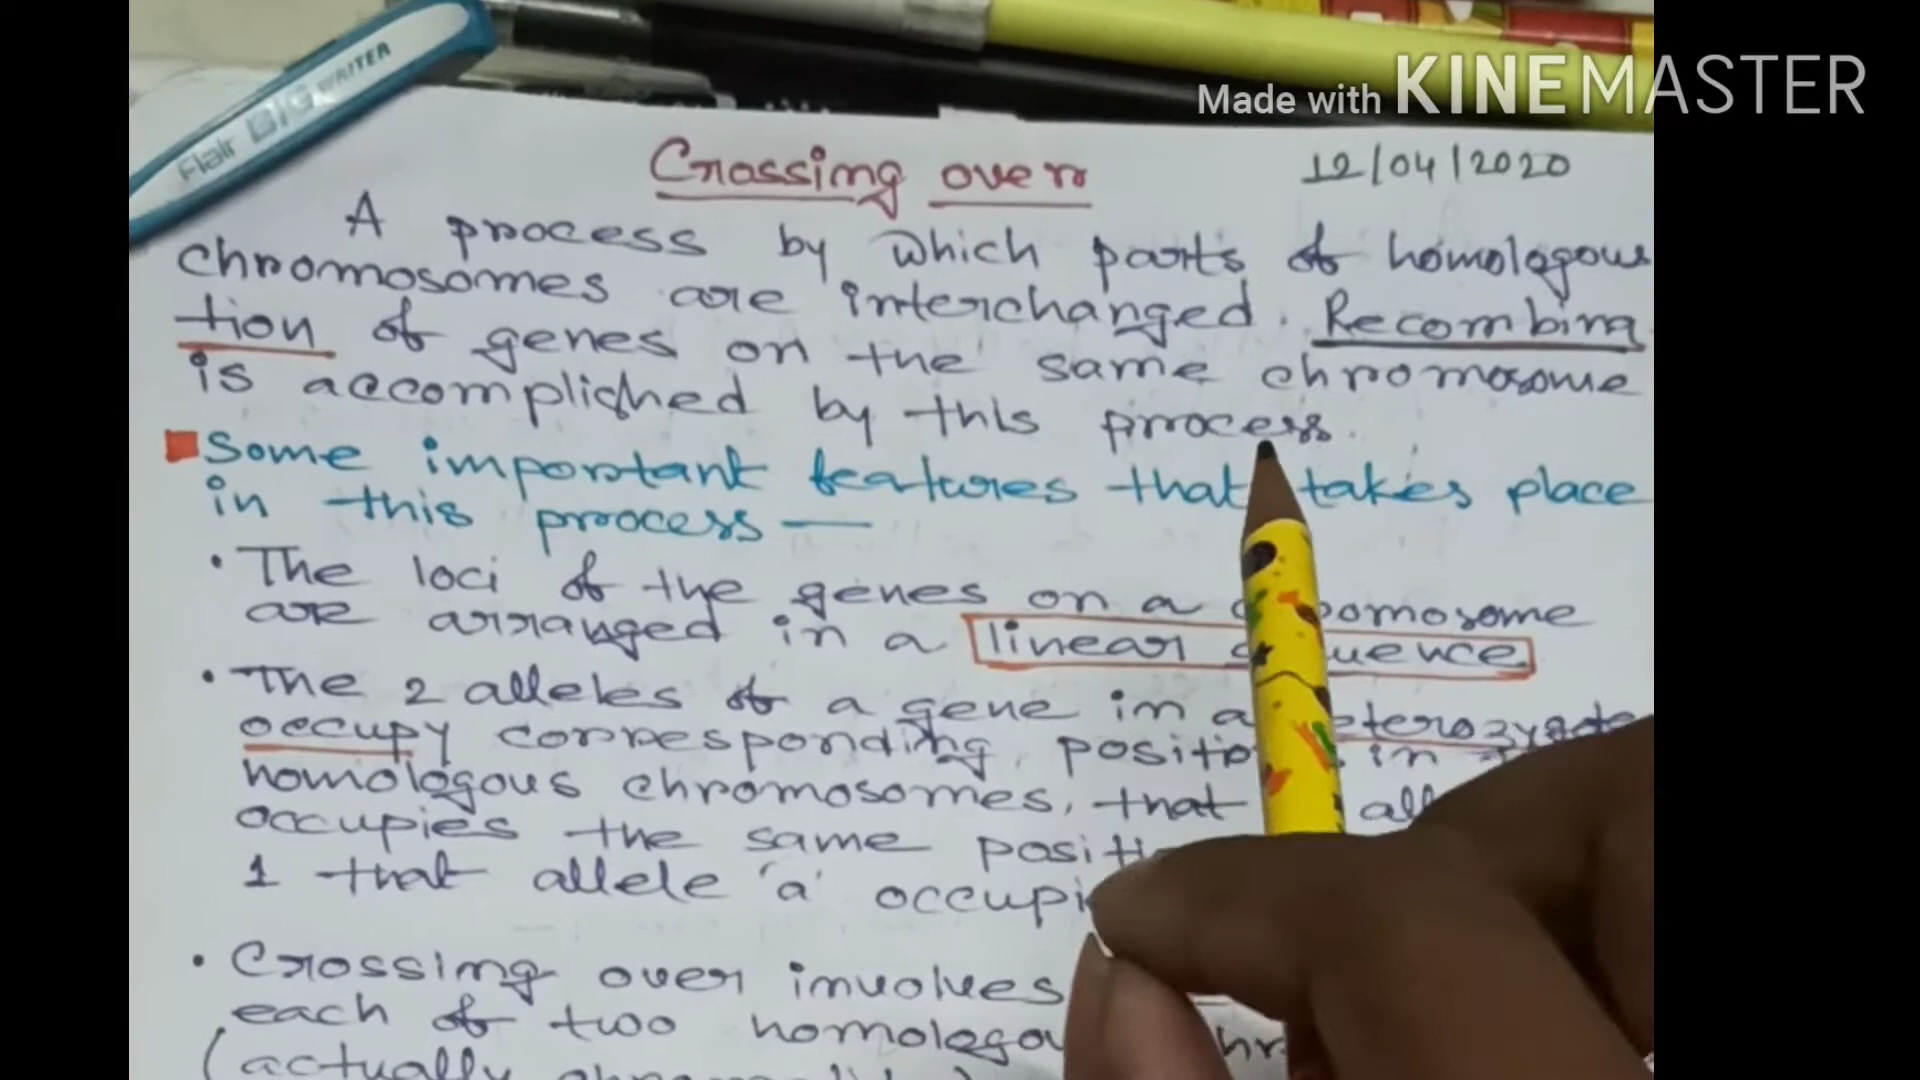 Flair BIG WRITER
Made with KINEMASTER
Crossing over
12/04/2020
A process by which parts of homologous
chromosomes are interchanged. Recombina
tion of genes on the same chromosome
is accomplished by this process.
Some important features that takes place
in this process —
• The loci of the genes on a
are arranged in a linear
• The 2 alleles of a gene in a
occupy corresponding in
homologous chromosomes, that
occupies the same
1 that allele 'a'
• Crossing over involves
each of two
(actually